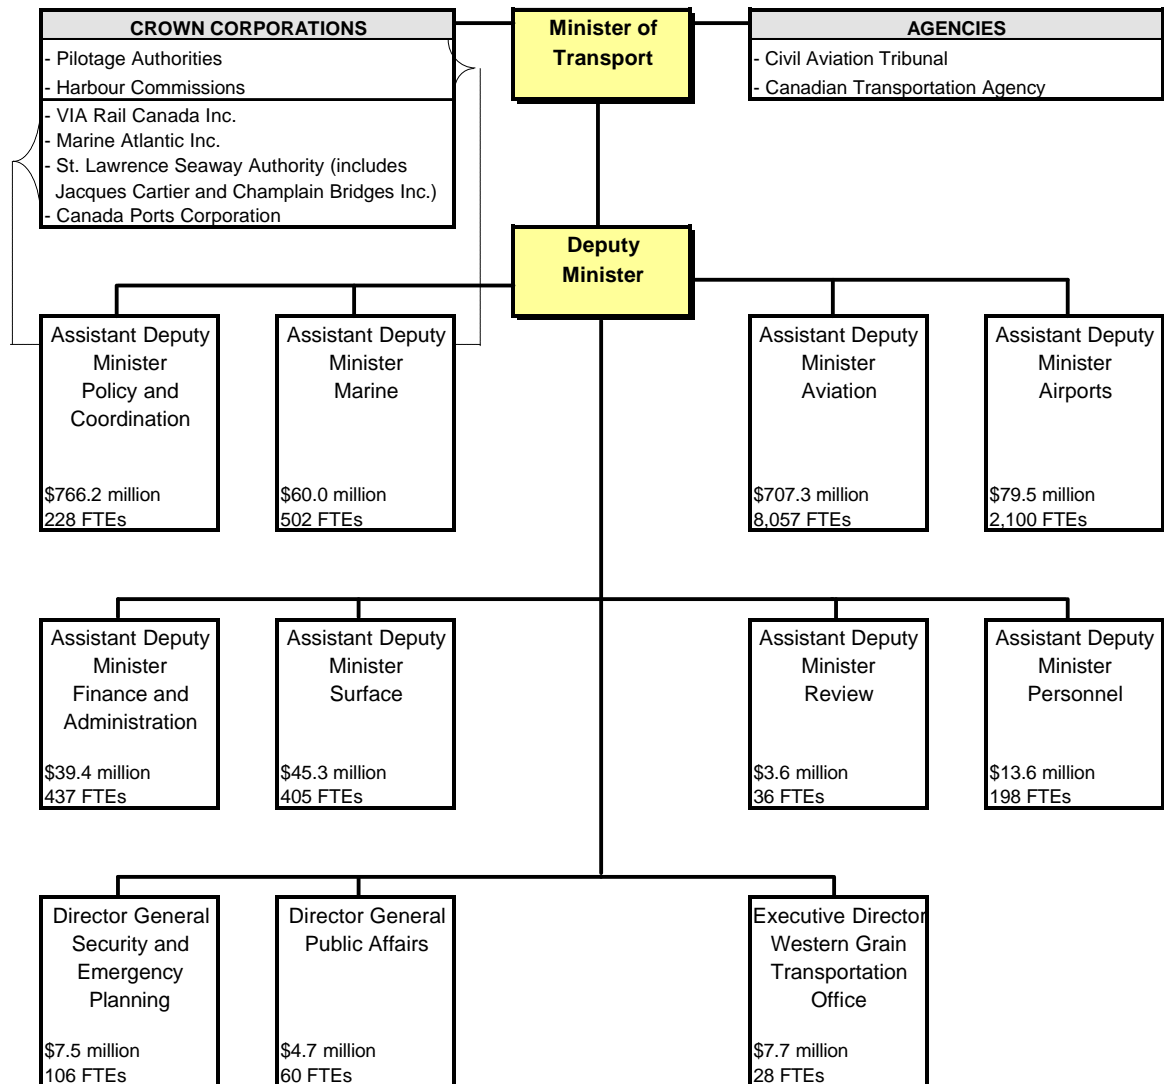 CROWN CORPORATIONS
- Pilotage Authorities
- Harbour Commissions
- VIA Rail Canada Inc.
- Marine Atlantic Inc.
- St. Lawrence Seaway Authority (includes
Jacques Cartier and Champlain Bridges Inc.)
- Canada Ports Corporation
Minister of
Transport
AGENCIES
- Civil Aviation Tribunal
- Canadian Transportation Agency
Deputy
Minister
Assistant Deputy
Minister
Policy and
Coordination
$766.2 million
228 FTEs
Assistant Deputy
Minister
Marine
$60.0 million
502 FTEs
Assistant Deputy
Minister
Aviation
$707.3 million
8,057 FTEs
Assistant Deputy
Minister
Airports
$79.5 million
2,100 FTEs
Assistant Deputy
Minister
Finance and
Administration
$39.4 million
437 FTEs
Assistant Deputy
Minister
Surface
$45.3 million
405 FTEs
Assistant Deputy
Minister
Review
$3.6 million
36 FTEs
Assistant Deputy
Minister
Personnel
$13.6 million
198 FTEs
Director General
Security and
Emergency
Planning
$7.5 million
106 FTEs
Director General
Public Affairs
$4.7 million
60 FTEs
Executive Director
Western Grain
Transportation
Office
$7.7 million
28 FTEs